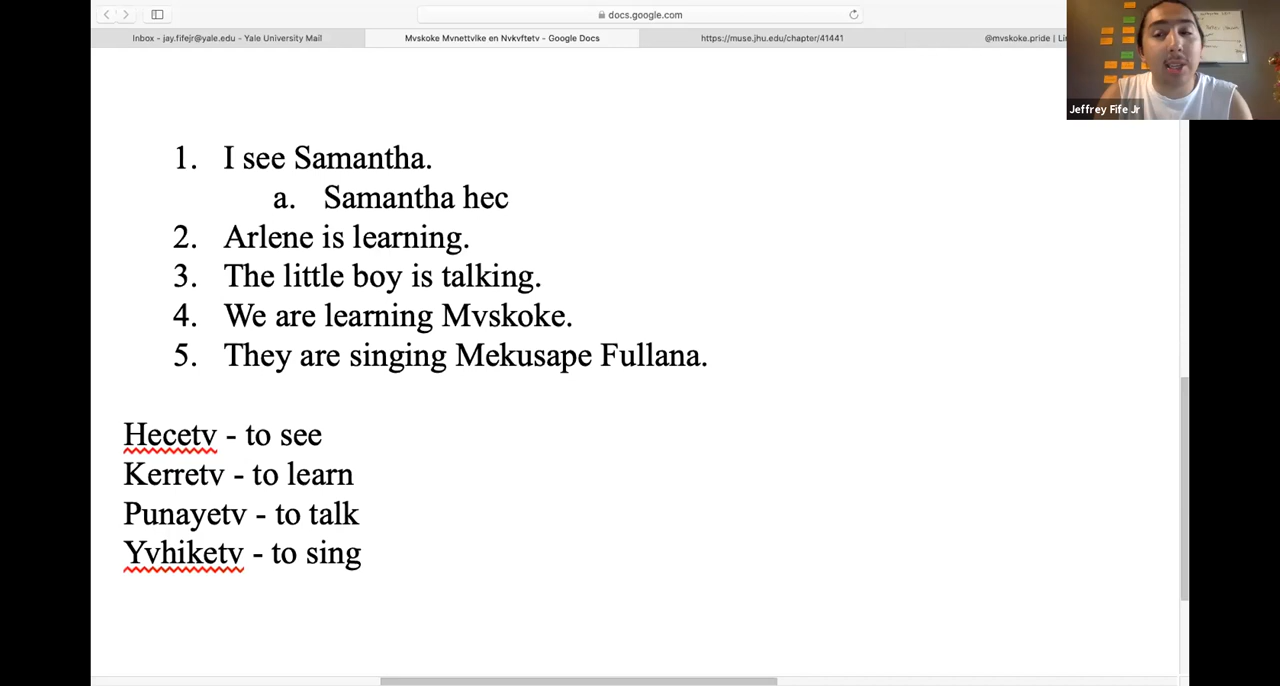 docs.google.com
Inbox - jay.fifejr@yale.edu - Yale University Mail
Mvskoke Mvnettvlke en Nvkvftetv - Google Docs
https://muse.jhu.edu/chapter/41441
@mvskoke.pride | Li
Jeffrey Fife Jr
1. I see Samantha.
a. Samantha hec
2. Arlene is learning.
3. The little boy is talking.
4. We are learning Mvskoke.
5. They are singing Mekusape Fullana.
Hecetv - to see
Kerretv - to learn
Punayetv - to talk
Yvhiketv - to sing